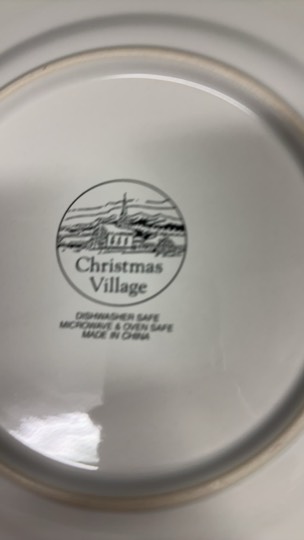 Christmas
Village
DISHWASHER SAFE
MICROWAVE & OVEN SAFE
MADE IN CHINA